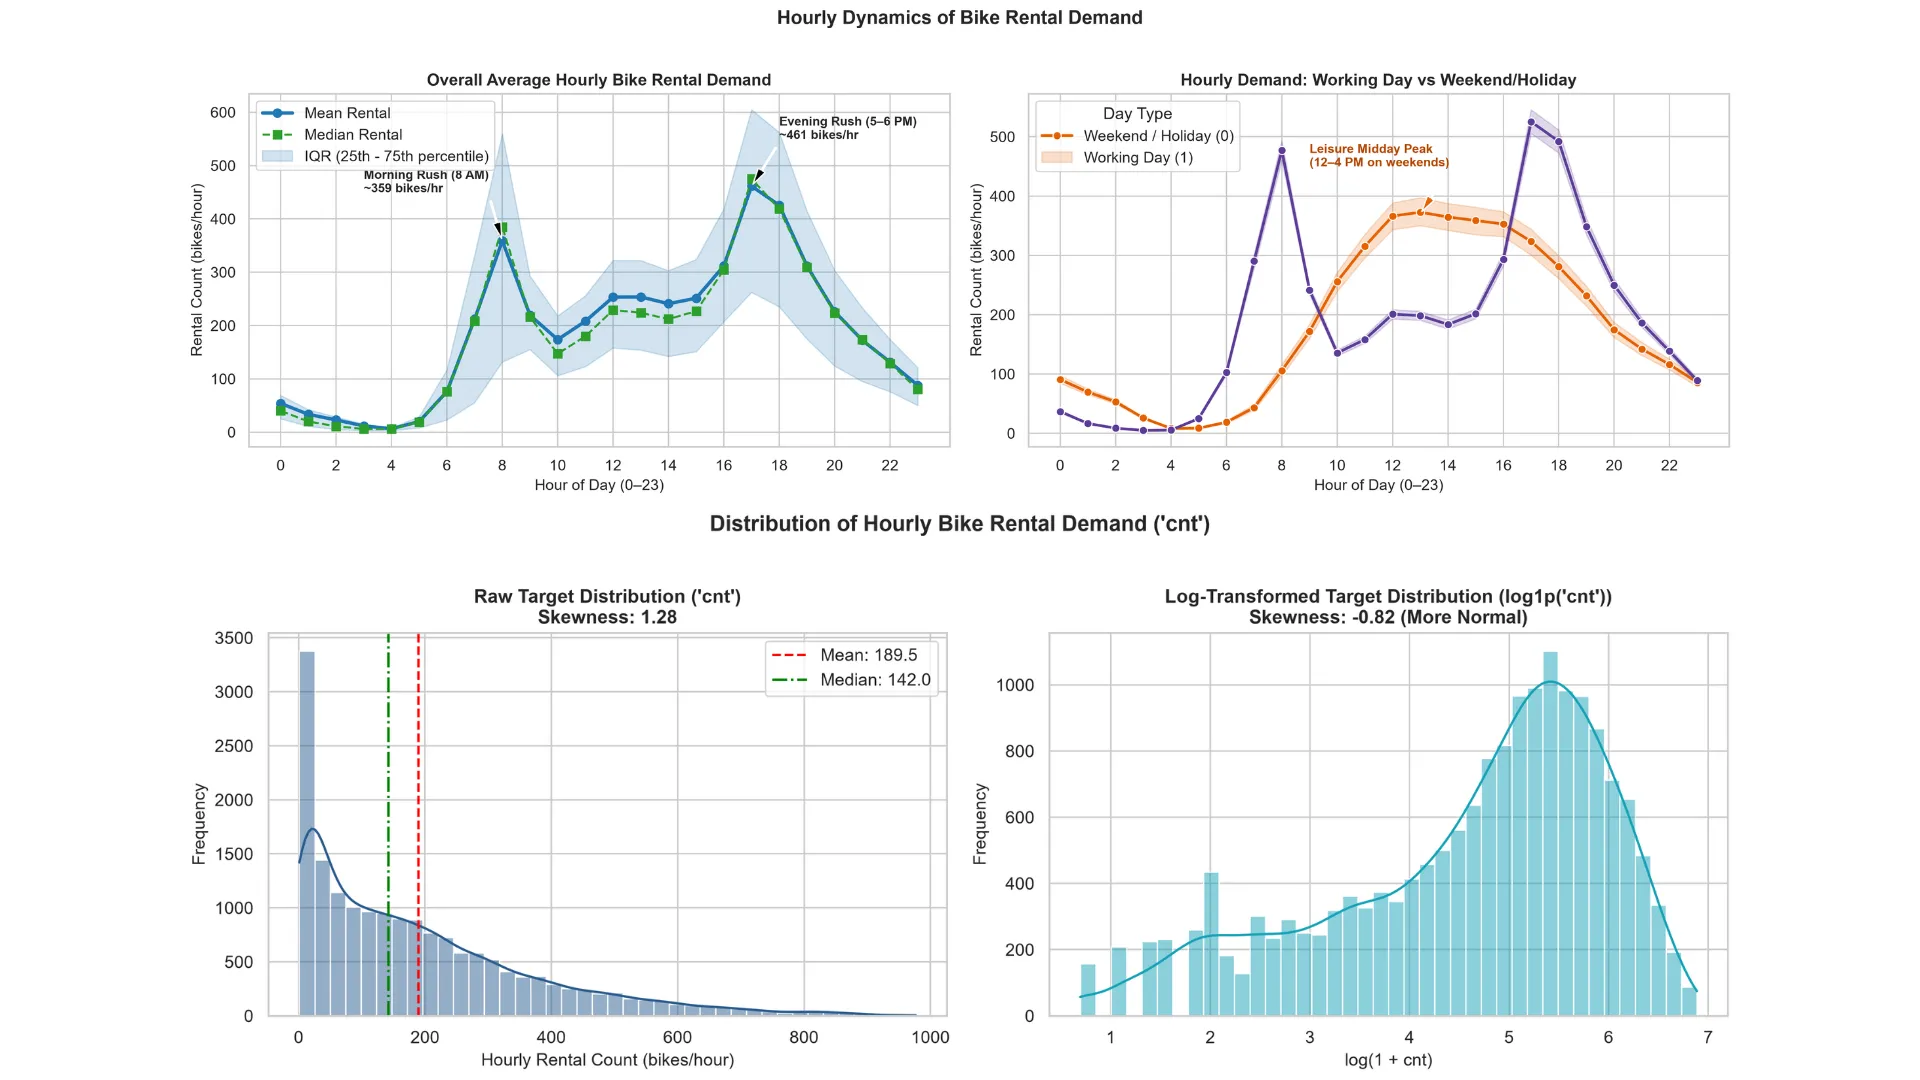 Hourly Dynamics of Bike Rental Demand
Overall Average Hourly Bike Rental Demand
Rental Count (bikes/hour)
600
500
400
300
200
100
0
Mean Rental
Median Rental
IQR (25th - 75th percentile)
Morning Rush (8 AM)
~359 bikes/hr
Evening Rush (5–6 PM)
~461 bikes/hr
0 2 4 6 8 10 12 14 16 18 20 22
Hour of Day (0–23)
Hourly Demand: Working Day vs Weekend/Holiday
Rental Count (bikes/hour)
500
400
300
200
100
0
Day Type
Weekend / Holiday (0)
Working Day (1)
Leisure Midday Peak
(12–4 PM on weekends)
0 2 4 6 8 10 12 14 16 18 20 22
Hour of Day (0–23)
Distribution of Hourly Bike Rental Demand ('cnt')
Raw Target Distribution ('cnt')
Skewness: 1.28
Frequency
3500
3000
2500
2000
1500
1000
500
0
Mean: 189.5
Median: 142.0
0 200 400 600 800 1000
Hourly Rental Count (bikes/hour)
Log-Transformed Target Distribution (log1p('cnt'))
Skewness: -0.82 (More Normal)
Frequency
1000
800
600
400
200
0
1 2 3 4 5 6 7
log(1 + cnt)